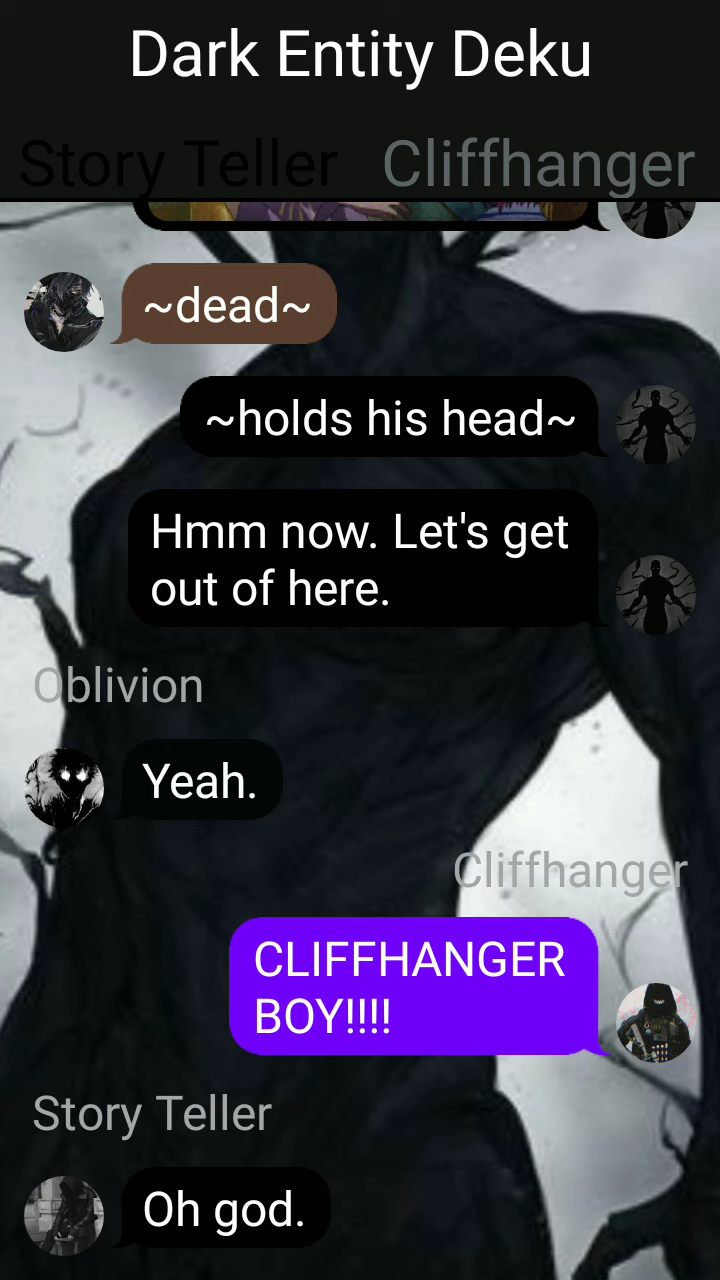 Dark Entity Deku
Story Teller Cliffhanger
~dead~
~holds his head~
Hmm now. Let's get
out of here.
Oblivion
Yeah.
Cliffhanger
CLIFFHANGER
BOY!!!!
Story Teller
Oh god.